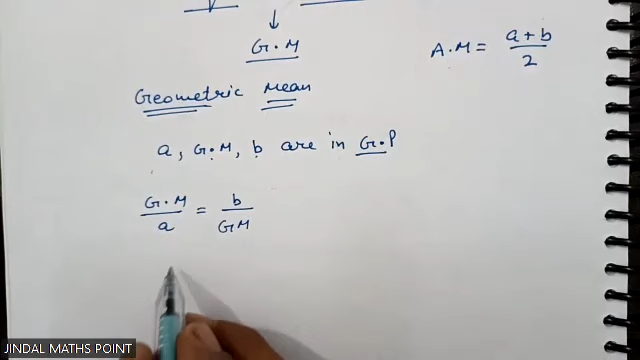 G.M
A.M = a+b / 2
Geometric Mean
a, G.M, b are in G.P
G.M / a = b / GM
JINDAL MATHS POINT